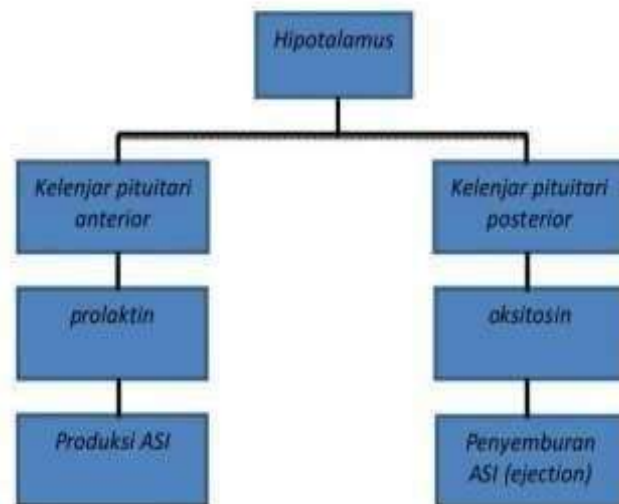 Hipotalamus
Kelenjar pituitari
anterior
Kelenjar pituitari
posterior
prolaktin
oksitosin
Produksi ASI
Penyemburan
ASI (ejection)